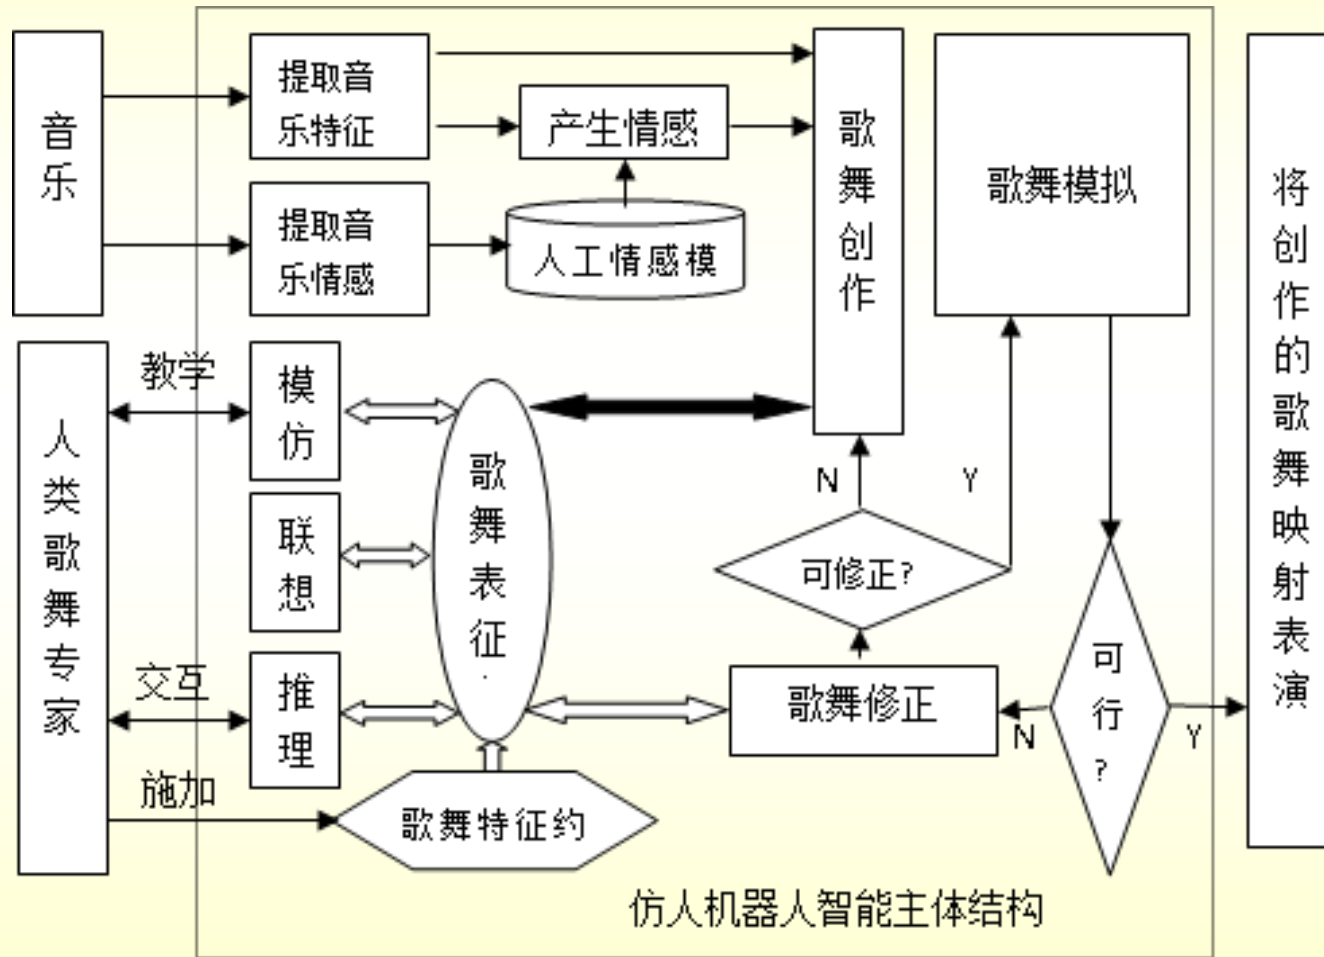 音乐
提取音
乐特征
提取音
乐情感
产生情感
人工情感模
歌舞创作
歌舞模拟
将创作的歌舞映射表演
人类歌舞专家
教学
交互
施加
模仿
联想
推理
歌舞表征
歌舞特征约
N
Y
可修正?
歌舞修正
可行?
N
Y
仿人机器人智能主体结构